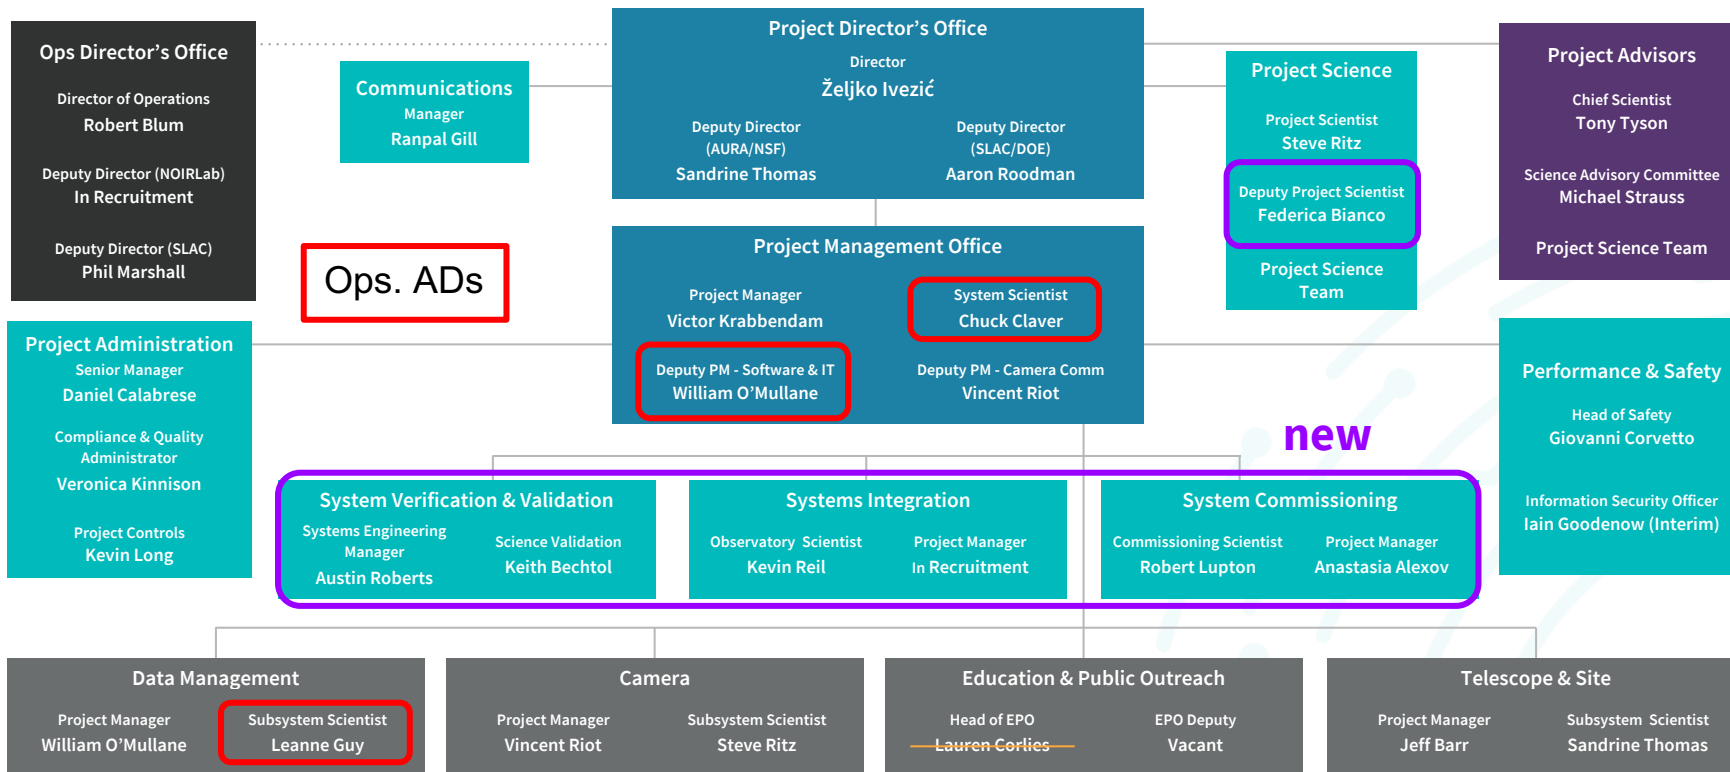 Ops Director’s Office
Director of Operations
Robert Blum
Deputy Director (NOIRLab)
In Recruitment
Deputy Director (SLAC)
Phil Marshall
Communications
Manager
Ranpal Gill
Project Director’s Office
Director
Željko Ivezić
Deputy Director
(AURA/NSF)
Sandrine Thomas
Deputy Director
(SLAC/DOE)
Aaron Roodman
Project Science
Project Scientist
Steve Ritz
Deputy Project Scientist
Federica Bianco
Project Science
Team
Project Advisors
Chief Scientist
Tony Tyson
Science Advisory Committee
Michael Strauss
Project Science Team
Ops. ADs
Project Management Office
Project Manager
Victor Krabbendam
System Scientist
Chuck Claver
Deputy PM - Software & IT
William O’Mullane
Deputy PM - Camera Comm
Vincent Riot
Project Administration
Senior Manager
Daniel Calabrese
Compliance & Quality
Administrator
Veronica Kinnison
Project Controls
Kevin Long
Performance & Safety
Head of Safety
Giovanni Corvetto
Information Security Officer
Iain Goodenow (Interim)
new
System Verification & Validation
Systems Engineering
Manager
Austin Roberts
Science Validation
Keith Bechtol
Systems Integration
Observatory Scientist
Kevin Reil
Project Manager
In Recruitment
System Commissioning
Commissioning Scientist
Robert Lupton
Project Manager
Anastasia Alexov
Data Management
Project Manager
William O’Mullane
Subsystem Scientist
Leanne Guy
Camera
Project Manager
Vincent Riot
Subsystem Scientist
Steve Ritz
Education & Public Outreach
Head of EPO
Lauren Corlies
EPO Deputy
Vacant
Telescope & Site
Project Manager
Jeff Barr
Subsystem Scientist
Sandrine Thomas